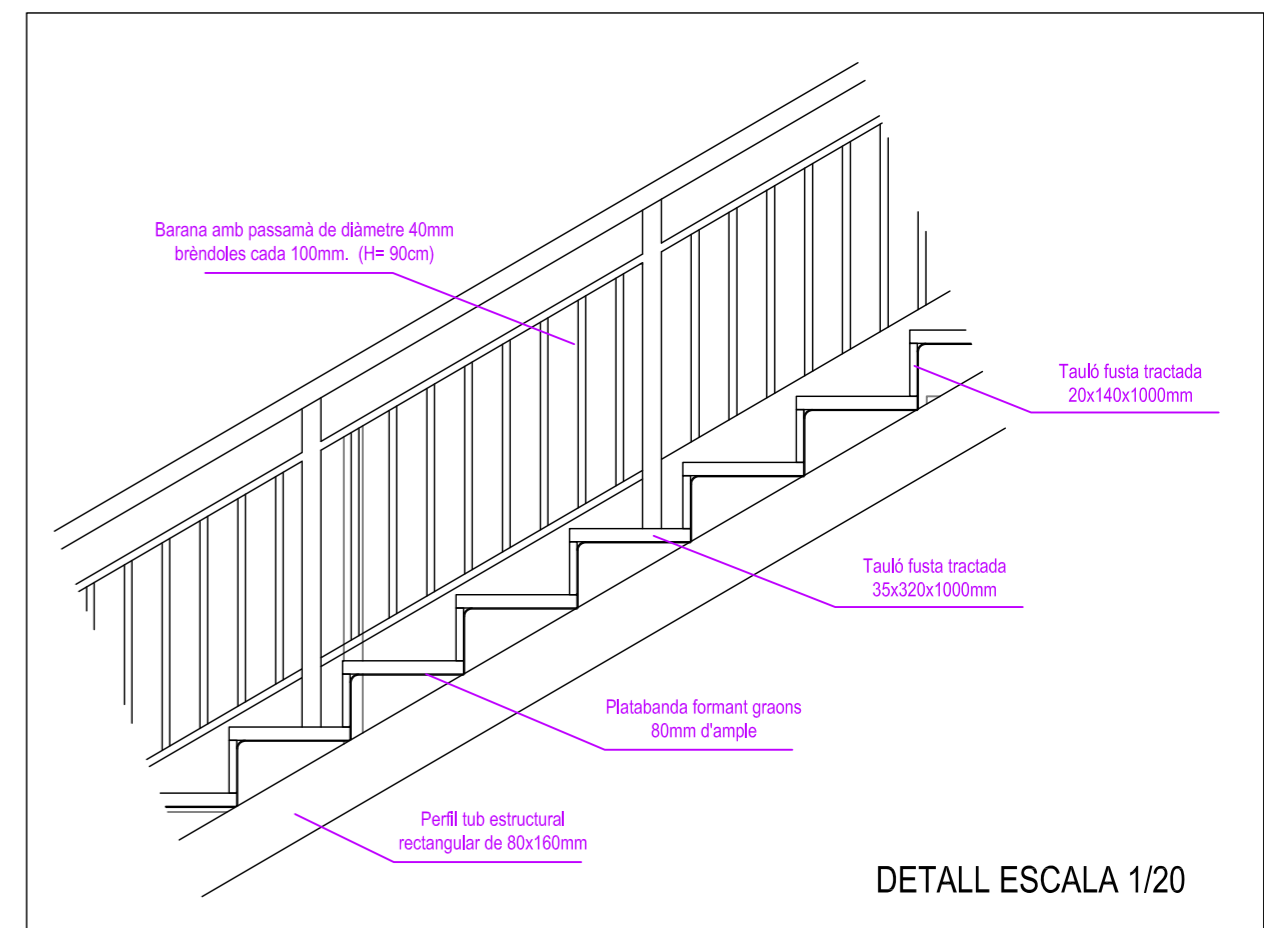 Barana amb passamà de diàmetre 40mm
brèndoles cada 100mm. (H= 90cm)
Tauló fusta tractada
20x140x1000mm
Tauló fusta tractada
35x320x1000mm
Platabanda formant graons
80mm d'ample
Perfil tub estructural
rectangular de 80x160mm
DETALL ESCALA 1/20